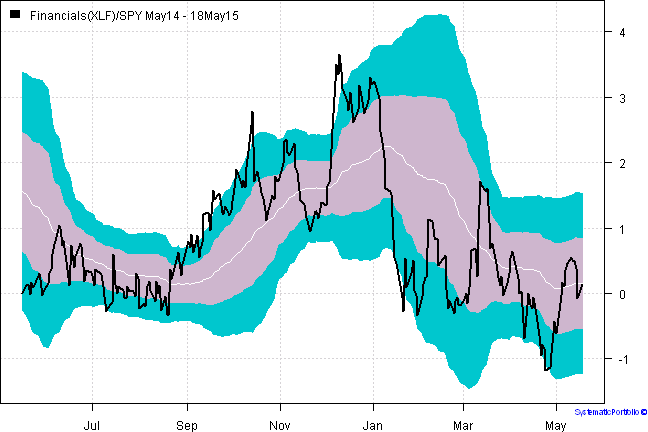 Financials(XLF)/SPY May14 - 18May15
4
3
2
1
0
-1
Jul Sep Nov Jan Mar May
SystematicPortfolio ©